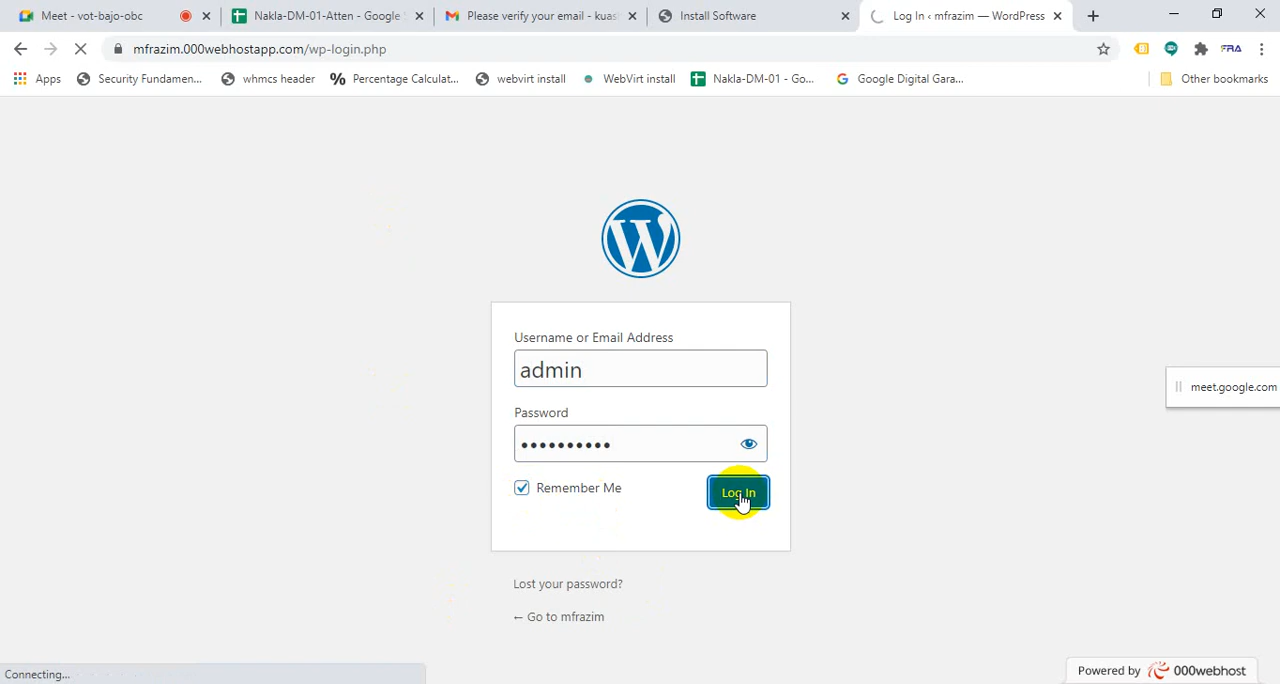 Meet - vot-bajo-obc
Nakla-DM-01-Atten - Google
Please verify your email - kuas
Install Software
Log In ‹ mfrazim — WordPress
mfrazim.000webhostapp.com/wp-login.php
FRA
Apps
Security Fundamen...
whmcs header
Percentage Calculat...
webvirt install
WebVirt install
Nakla-DM-01 - Go...
Google Digital Gara...
Other bookmarks
Username or Email Address
admin
meet.google.com
Password
••••••••••
Remember Me
Log In
Lost your password?
← Go to mfrazim
Connecting...
Powered by 000webhost